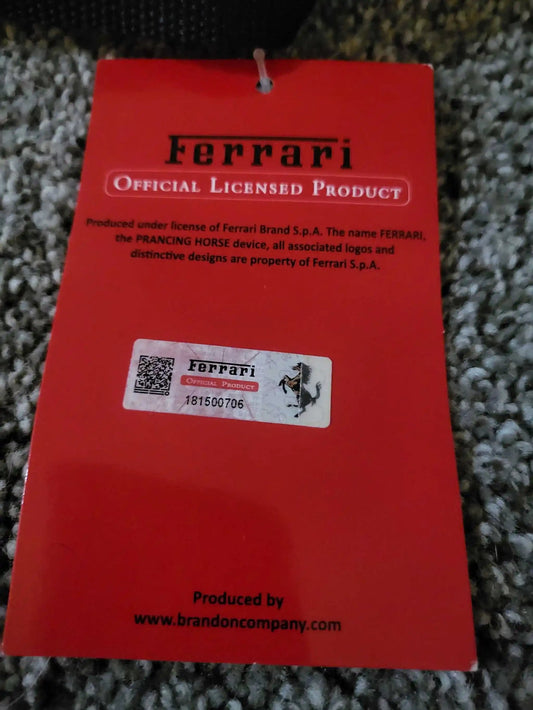 Ferrari
OFFICIAL LICENSED PRODUCT
Produced under license of Ferrari Brand S.p.A. The name FERRARI,
the PRANCING HORSE device, all associated logos and
distinctive designs are property of Ferrari S.p.A.
Ferrari
OFFICIAL PRODUCT
181500706
Produced by
www.brandoncompany.com